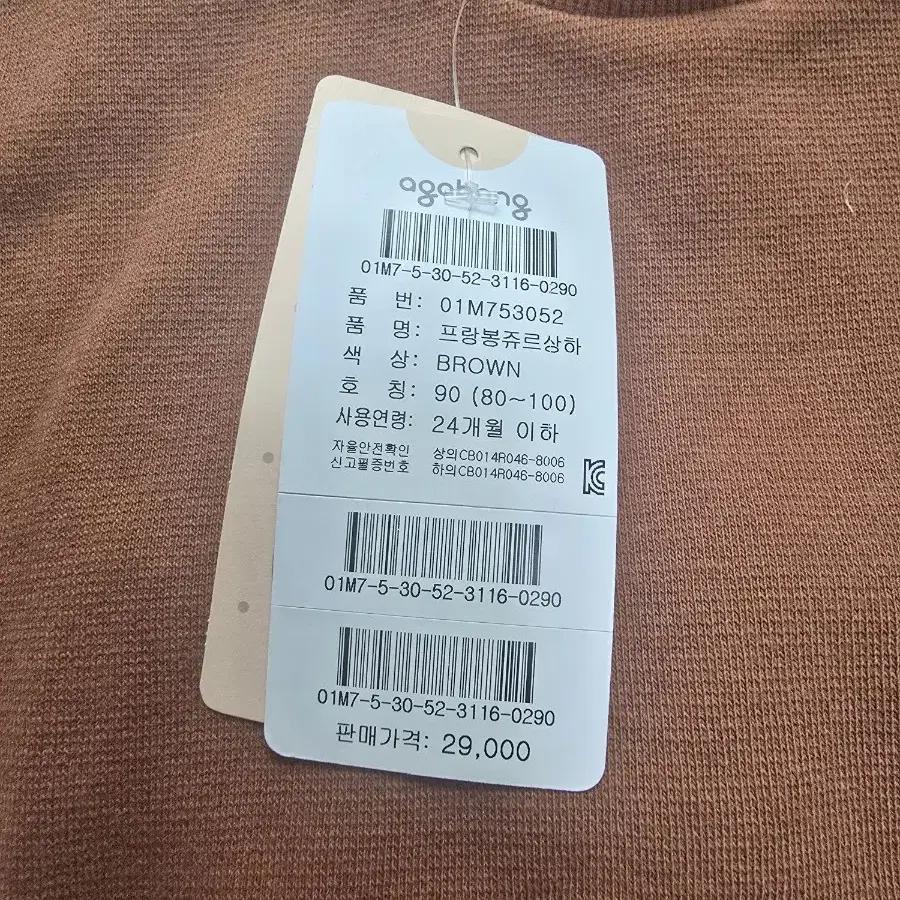 agabang
01M7-5-30-52-3116-0290
품 번: 01M753052
품 명: 프랑봉쥬르상하
색 상: BROWN
호 칭: 90 (80~100)
사용연령: 24개월 이하
자율안전확인 상의CB014R046-8006
신고필증번호 하의CB014R046-8006
01M7-5-30-52-3116-0290
01M7-5-30-52-3116-0290
판매가격: 29,000